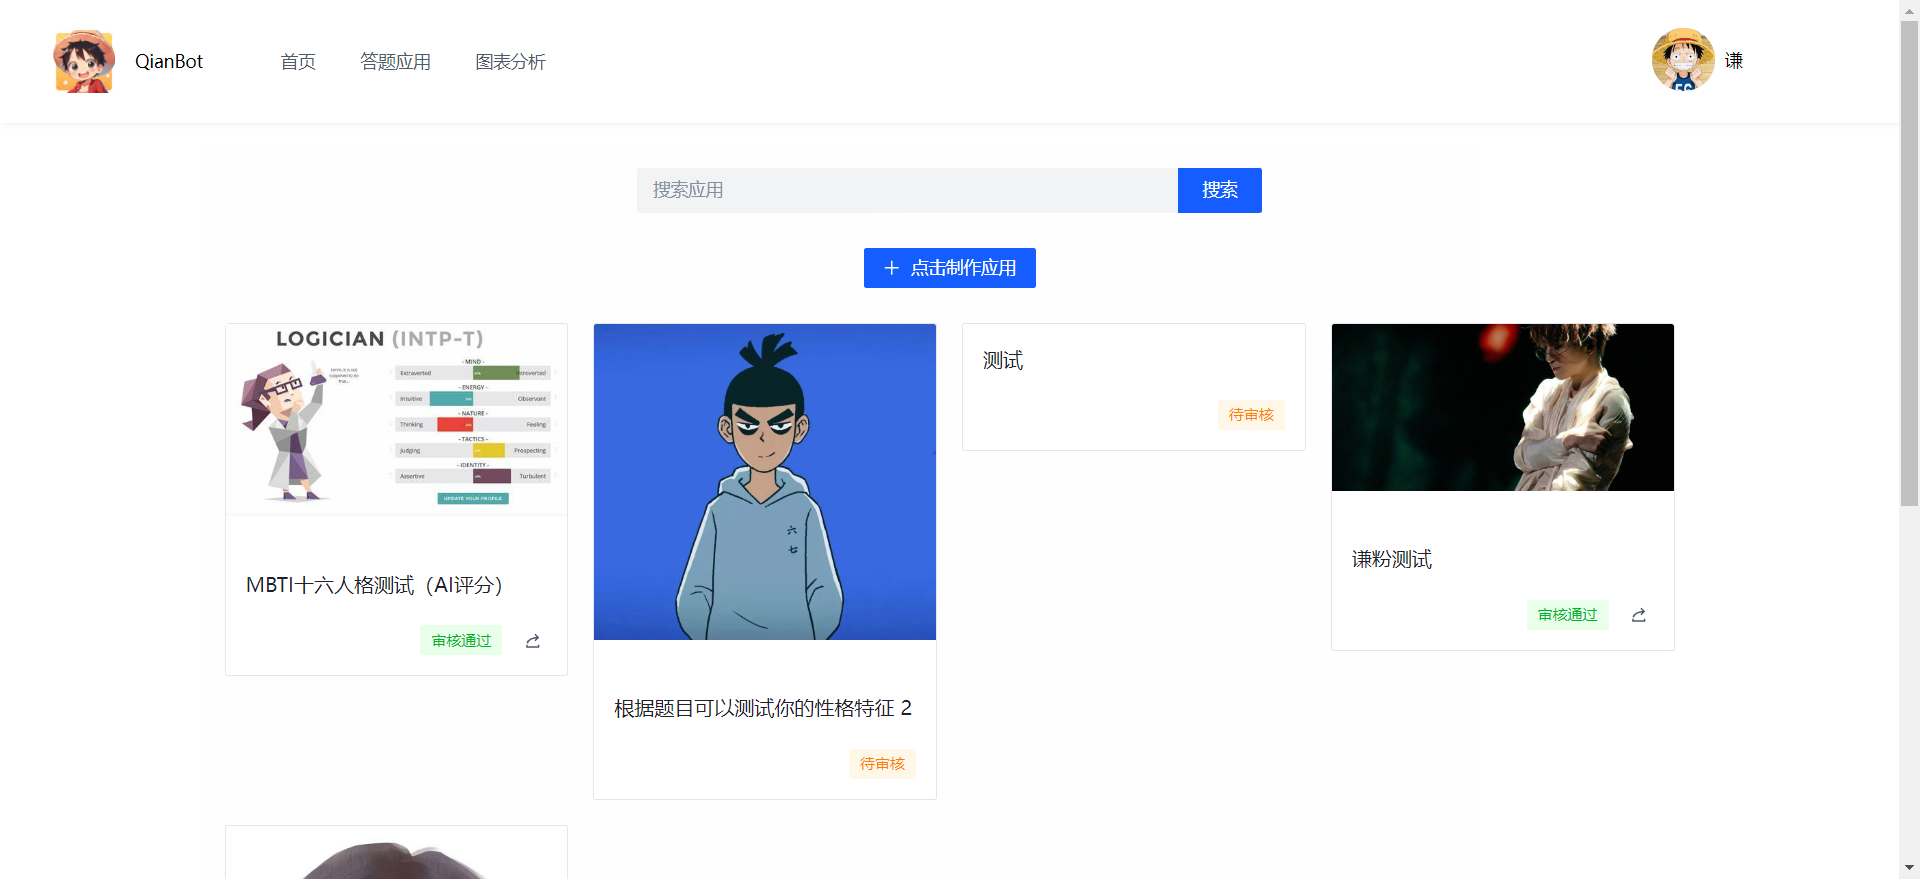 QianBot
首页
答题应用
图表分析
谦
搜索应用
搜索
点击制作应用
LOGICIAN (INTP-T)
- MIND -
Extraverted
Introverted
- ENERGY -
Intuitive
Observant
- NATURE -
Thinking
Feeling
- TACTICS -
Judging
Prospecting
- IDENTITY -
Assertive
Turbulent
UPDATE YOUR PROFILE
MBTI十六人格测试（AI评分）
审核通过
六
七
根据题目可以测试你的性格特征 2
待审核
测试
待审核
谦粉测试
审核通过